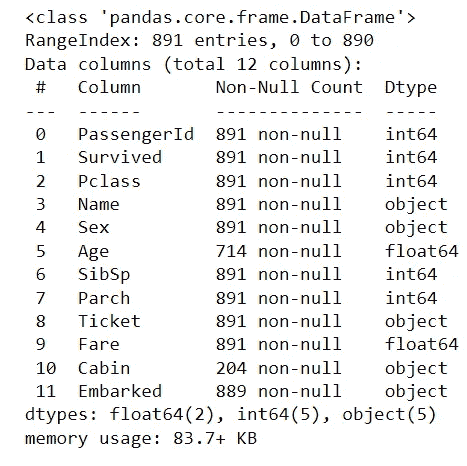 <class 'pandas.core.frame.DataFrame'>
RangeIndex: 891 entries, 0 to 890
Data columns (total 12 columns):
 #   Column       Non-Null Count  Dtype
---  ------       --------------  -----
 0   PassengerId  891 non-null    int64
 1   Survived     891 non-null    int64
 2   Pclass       891 non-null    int64
 3   Name         891 non-null    object
 4   Sex          891 non-null    object
 5   Age          714 non-null    float64
 6   SibSp        891 non-null    int64
 7   Parch        891 non-null    int64
 8   Ticket       891 non-null    object
 9   Fare         891 non-null    float64
 10  Cabin        204 non-null    object
 11  Embarked     889 non-null    object
dtypes: float64(2), int64(5), object(5)
memory usage: 83.7+ KB